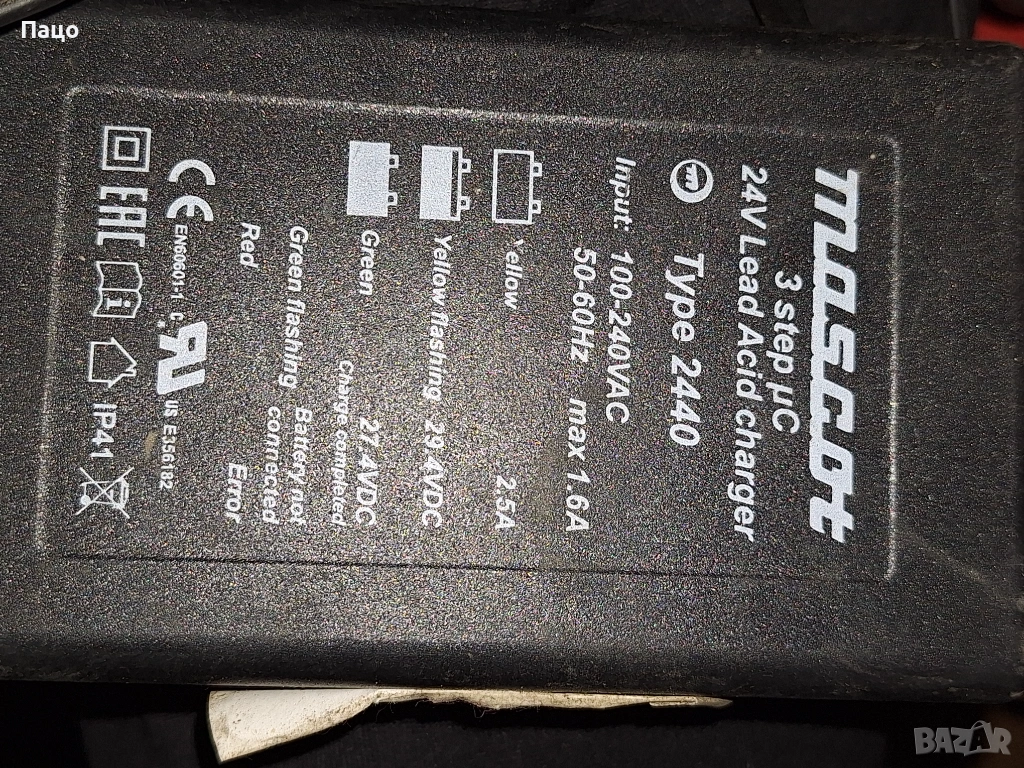 Пацо
mascot
3 step µC
24V Lead Acid charger
Type 2440
Input: 100-240VAC
50-60Hz max 1.6A
Yellow 2.5A
Yellow flashing 29.4VDC
Green 27.4VDC
Charge completed
Green flashing Battery not
connected
Red Error
CE CE EN60601-1 C UL US E356182
EAC IP41
BAZAR